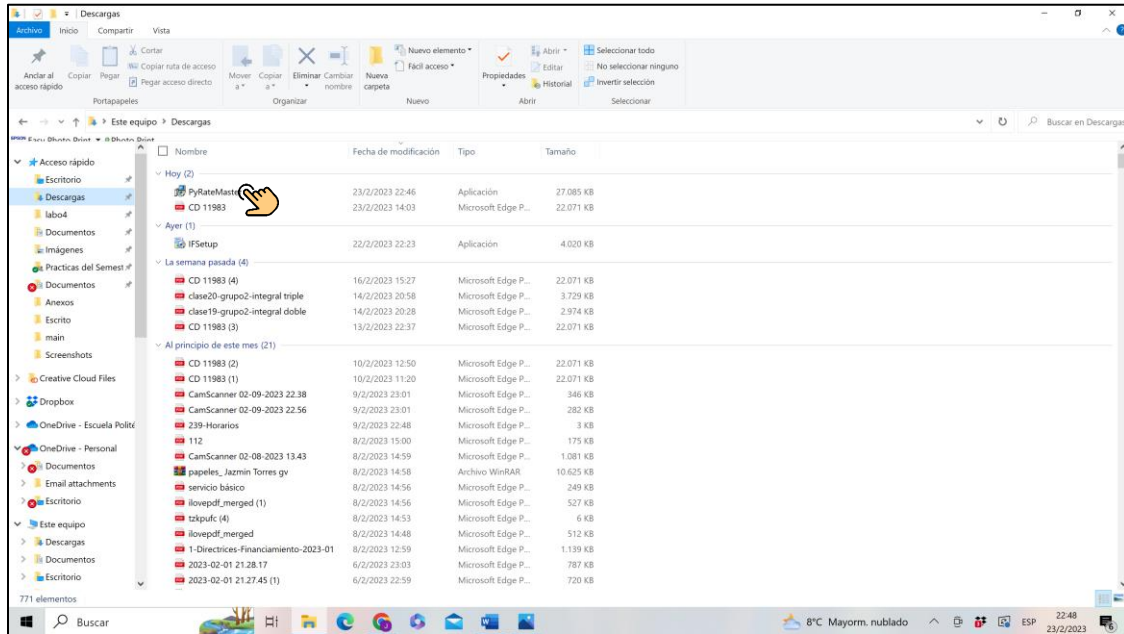 Descargas
Archivo Inicio Compartir Vista
Anclar al acceso rápido
Copiar
Pegar
Cortar
Copiar ruta de acceso
Pegar acceso directo
Portapapeles
Mover a
Copiar a
Eliminar
Cambiar nombre
Organizar
Nueva carpeta
Nuevo elemento
Fácil acceso
Nuevo
Propiedades
Abrir
Editar
Historial
Abrir
Seleccionar todo
No seleccionar ninguno
Invertir selección
Seleccionar
Este equipo > Descargas
Buscar en Descargas
EPSON Easy Photo Print Photo Print
Acceso rápido
Escritorio
Descargas
labo4
Documentos
Imágenes
Practicas del Semest
Documentos
Anexos
Escrito
main
Screenshots
Creative Cloud Files
Dropbox
OneDrive - Escuela Polité
OneDrive - Personal
Documentos
Email attachments
Escritorio
Este equipo
Descargas
Documentos
Escritorio
Nombre Fecha de modificación Tipo Tamaño
Hoy (2)
PyRateMaste 23/2/2023 22:46 Aplicación 27.085 KB
CD 11983 23/2/2023 14:03 Microsoft Edge P... 22.071 KB
Ayer (1)
IFSetup 22/2/2023 22:23 Aplicación 4.020 KB
La semana pasada (4)
CD 11983 (4) 16/2/2023 15:27 Microsoft Edge P... 22.071 KB
clase20-grupo2-integral triple 14/2/2023 20:58 Microsoft Edge P... 3.729 KB
clase19-grupo2-integral doble 14/2/2023 20:28 Microsoft Edge P... 2.974 KB
CD 11983 (3) 13/2/2023 22:37 Microsoft Edge P... 22.071 KB
Al principio de este mes (21)
CD 11983 (2) 10/2/2023 12:50 Microsoft Edge P... 22.071 KB
CD 11983 (1) 10/2/2023 11:20 Microsoft Edge P... 22.071 KB
CamScanner 02-09-2023 22.38 9/2/2023 23:01 Microsoft Edge P... 346 KB
CamScanner 02-09-2023 22.56 9/2/2023 23:01 Microsoft Edge P... 282 KB
239-Horarios 9/2/2023 22:48 Microsoft Edge P... 3 KB
112 8/2/2023 15:00 Microsoft Edge P... 175 KB
CamScanner 02-08-2023 13.43 8/2/2023 14:59 Microsoft Edge P... 1.081 KB
papeles_ Jazmin Torres gv 8/2/2023 14:58 Archivo WinRAR 10.625 KB
servicio básico 8/2/2023 14:56 Microsoft Edge P... 249 KB
ilovepdf_merged (1) 8/2/2023 14:56 Microsoft Edge P... 527 KB
tzkpufc (4) 8/2/2023 14:53 Microsoft Edge P... 6 KB
ilovepdf_merged 8/2/2023 14:48 Microsoft Edge P... 512 KB
1-Directrices-Financiamiento-2023-01 8/2/2023 12:59 Microsoft Edge P... 1.139 KB
2023-02-01 21.28.17 6/2/2023 23:03 Microsoft Edge P... 787 KB
2023-02-01 21.27.45 (1) 6/2/2023 22:59 Microsoft Edge P... 720 KB
771 elementos
Buscar
8°C Mayorm. nublado
ESP
22:48
23/2/2023
6